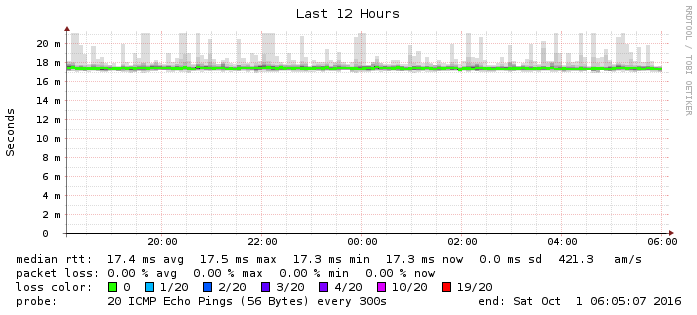 Last 12 Hours
RRDTOOL / TOBI OETIKER
Seconds
20 m
18 m
16 m
14 m
12 m
10 m
8 m
6 m
4 m
2 m
0
20:00 22:00 00:00 02:00 04:00 06:00
median rtt: 17.4 ms avg 17.5 ms max 17.3 ms min 17.3 ms now 0.0 ms sd 421.3 am/s
packet loss: 0.00 % avg 0.00 % max 0.00 % min 0.00 % now
loss color: 0 1/20 2/20 3/20 4/20 10/20 19/20
probe: 20 ICMP Echo Pings (56 Bytes) every 300s end: Sat Oct 1 06:05:07 2016